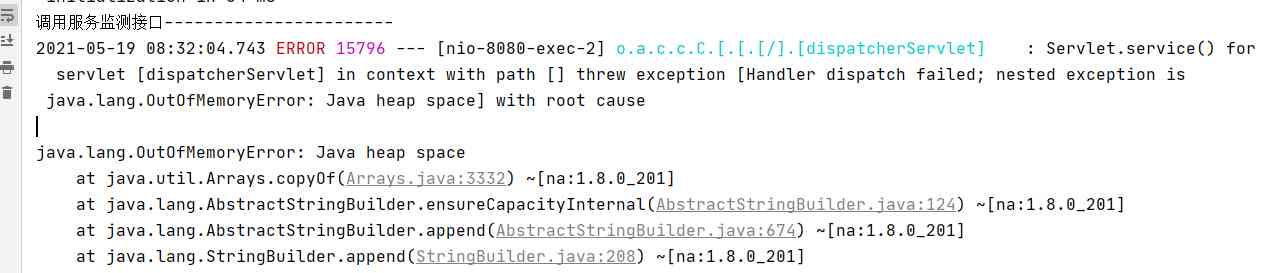 调用服务监测接口-----------------------
2021-05-19 08:32:04.743 ERROR 15796 --- [nio-8080-exec-2] o.a.c.c.C.[.[.[/].[dispatcherServlet]    : Servlet.service() for
servlet [dispatcherServlet] in context with path [] threw exception [Handler dispatch failed; nested exception is
java.lang.OutOfMemoryError: Java heap space] with root cause
java.lang.OutOfMemoryError: Java heap space
at java.util.Arrays.copyOf(Arrays.java:3332) ~[na:1.8.0_201]
at java.lang.AbstractStringBuilder.ensureCapacityInternal(AbstractStringBuilder.java:124) ~[na:1.8.0_201]
at java.lang.AbstractStringBuilder.append(AbstractStringBuilder.java:674) ~[na:1.8.0_201]
at java.lang.StringBuilder.append(StringBuilder.java:208) ~[na:1.8.0_201]